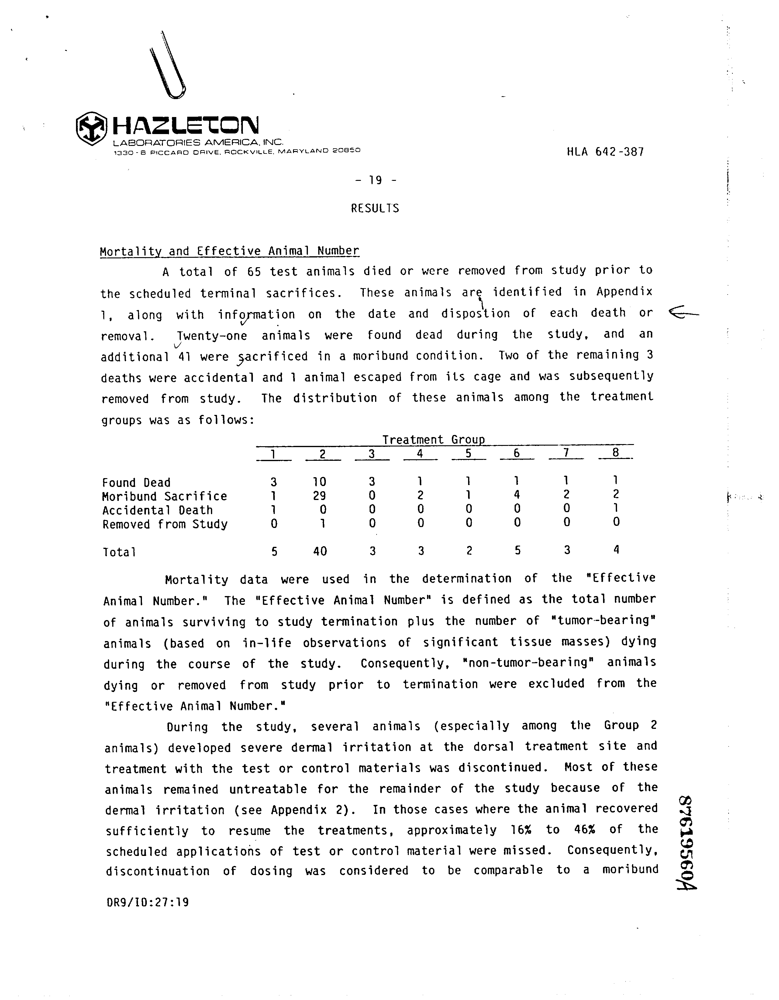 HAZLETON
LABORATORIES AMERICA, INC.
1330-B PICCARD DRIVE, ROCKVILLE, MARYLAND 20850
HLA 642-387
- 19 -
RESULTS
Mortality and Effective Animal Number
A total of 65 test animals died or were removed from study prior to
the scheduled terminal sacrifices. These animals are identified in Appendix
1, along with information on the date and dispostion of each death or
removal. Twenty-one animals were found dead during the study, and an
additional 41 were sacrificed in a moribund condition. Two of the remaining 3
deaths were accidental and 1 animal escaped from its cage and was subsequently
removed from study. The distribution of these animals among the treatment
groups was as follows:
Treatment Group
1 2 3 4 5 6 7 8
Found Dead 3 10 3 1 1 1 1 1
Moribund Sacrifice 1 29 0 2 1 4 2 2
Accidental Death 1 0 0 0 0 0 0 1
Removed from Study 0 1 0 0 0 0 0 0
Total 5 40 3 3 2 5 3 4
Mortality data were used in the determination of the "Effective
Animal Number." The "Effective Animal Number" is defined as the total number
of animals surviving to study termination plus the number of "tumor-bearing"
animals (based on in-life observations of significant tissue masses) dying
during the course of the study. Consequently, "non-tumor-bearing" animals
dying or removed from study prior to termination were excluded from the
"Effective Animal Number."
During the study, several animals (especially among the Group 2
animals) developed severe dermal irritation at the dorsal treatment site and
treatment with the test or control materials was discontinued. Most of these
animals remained untreatable for the remainder of the study because of the
dermal irritation (see Appendix 2). In those cases where the animal recovered
sufficiently to resume the treatments, approximately 16% to 46% of the
scheduled applications of test or control material were missed. Consequently,
discontinuation of dosing was considered to be comparable to a moribund
OR9/ID:27:19
87619560A